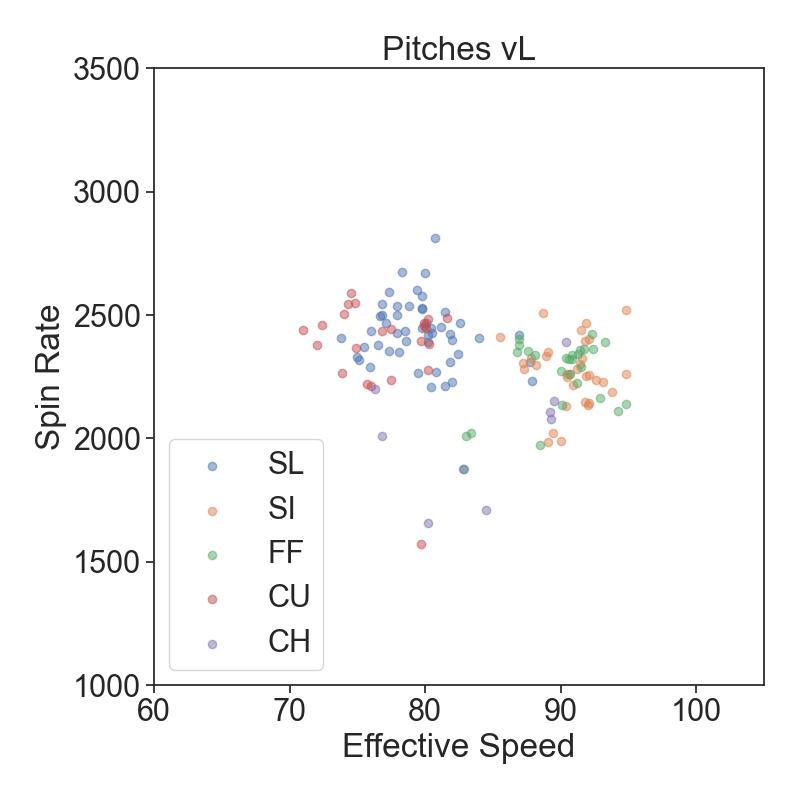 Pitches vL
3500
3000
2500
2000
1500
1000
Spin Rate
SL
SI
FF
CU
CH
60 70 80 90 100
Effective Speed